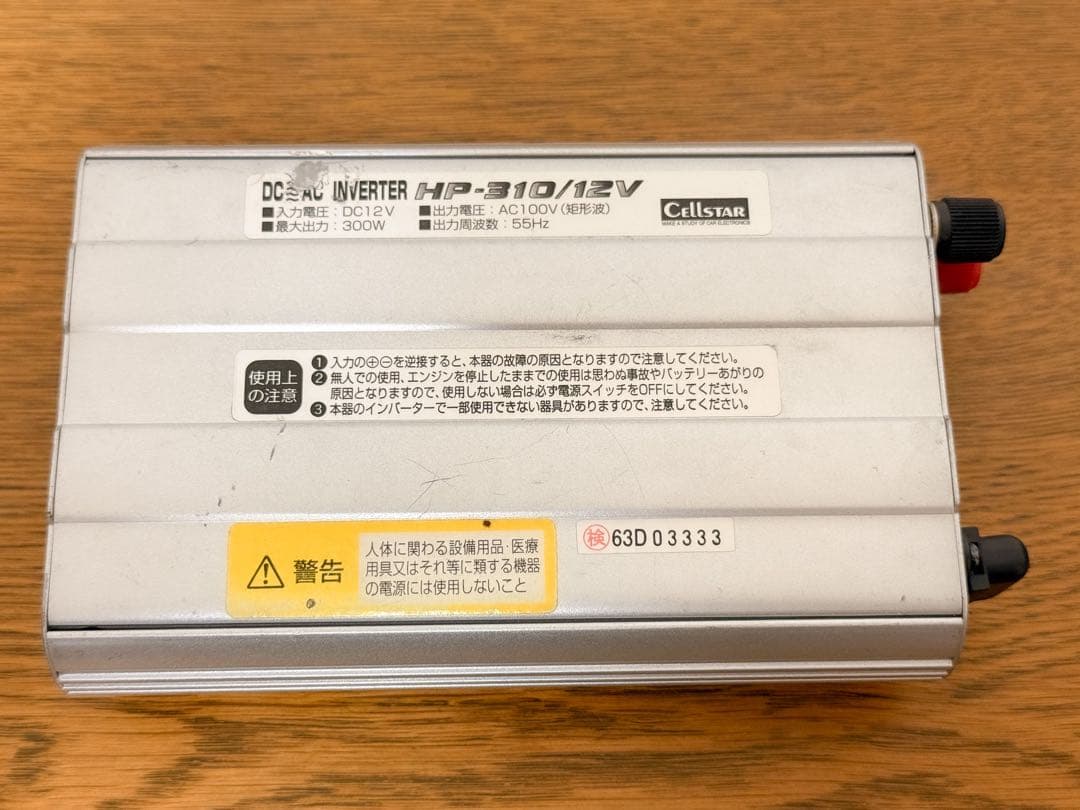 DC≂AC INVERTER HP-310/12V
■入力電圧：DC12V ■出力電圧：AC100V(矩形波)
■最大出力：300W ■出力周波数：55Hz
CELLSTAR
MAKE A STUDY OF CAR ELECTRONICS
使用上
の注意
❶入力の⊕⊖を逆接すると、本器の故障の原因となりますので注意してください。
❷無人での使用、エンジンを停止したままでの使用は思わぬ事故やバッテリーあがりの
原因となりますので、使用しない場合は必ず電源スイッチをOFFにしてください。
❸本器のインバーターで一部使用できない器具がありますので、注意してください。
警告
人体に関わる設備用品・医療
用具又はそれ等に類する機器
の電源には使用しないこと
検 63D03333